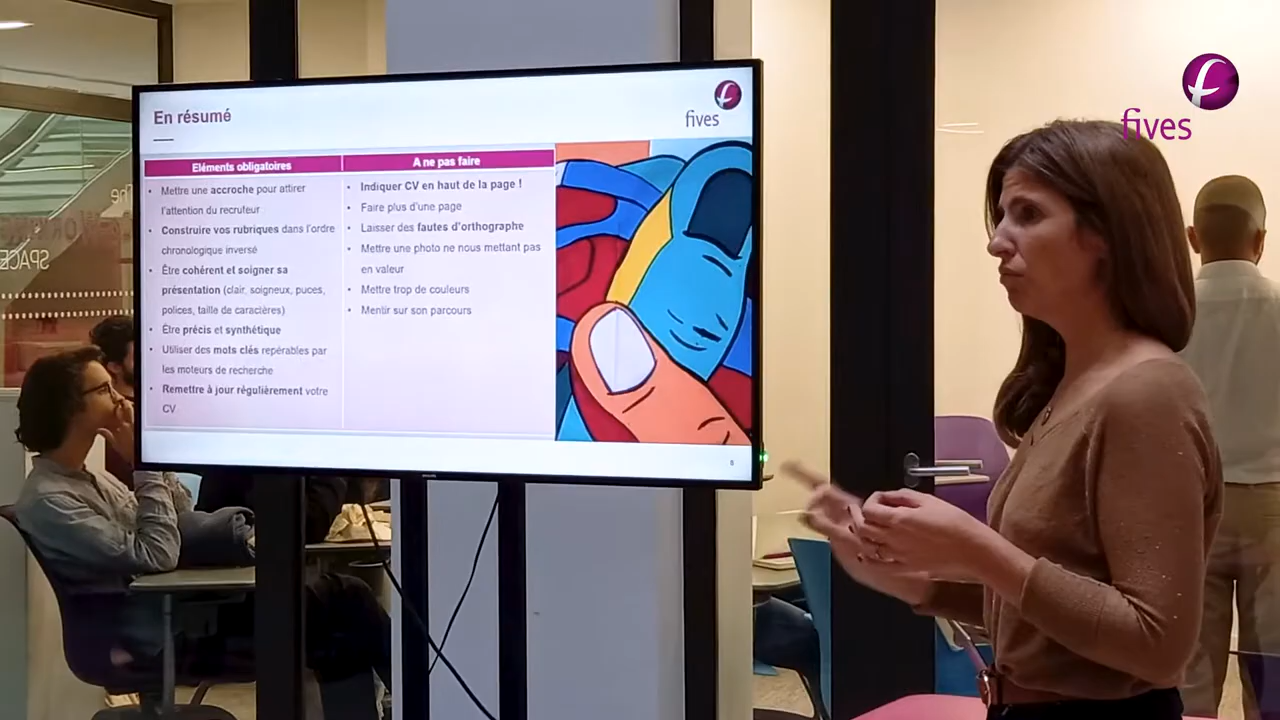 fives
En résumé
fives
Eléments obligatoires
A ne pas faire
• Mettre une accroche pour attirer
l'attention du recruteur
• Construire vos rubriques dans l'ordre
chronologique inversé
• Être cohérent et soigner sa
présentation (clair, soigneux, puces,
polices, taille de caractères)
• Être précis et synthétique
• Utiliser des mots clés repérables par
les moteurs de recherche
• Remettre à jour régulièrement votre
CV
• Indiquer CV en haut de la page !
• Faire plus d'une page
• Laisser des fautes d'orthographe
• Mettre une photo ne nous mettant pas
en valeur
• Mettre trop de couleurs
• Mentir sur son parcours
8
The
SPACE